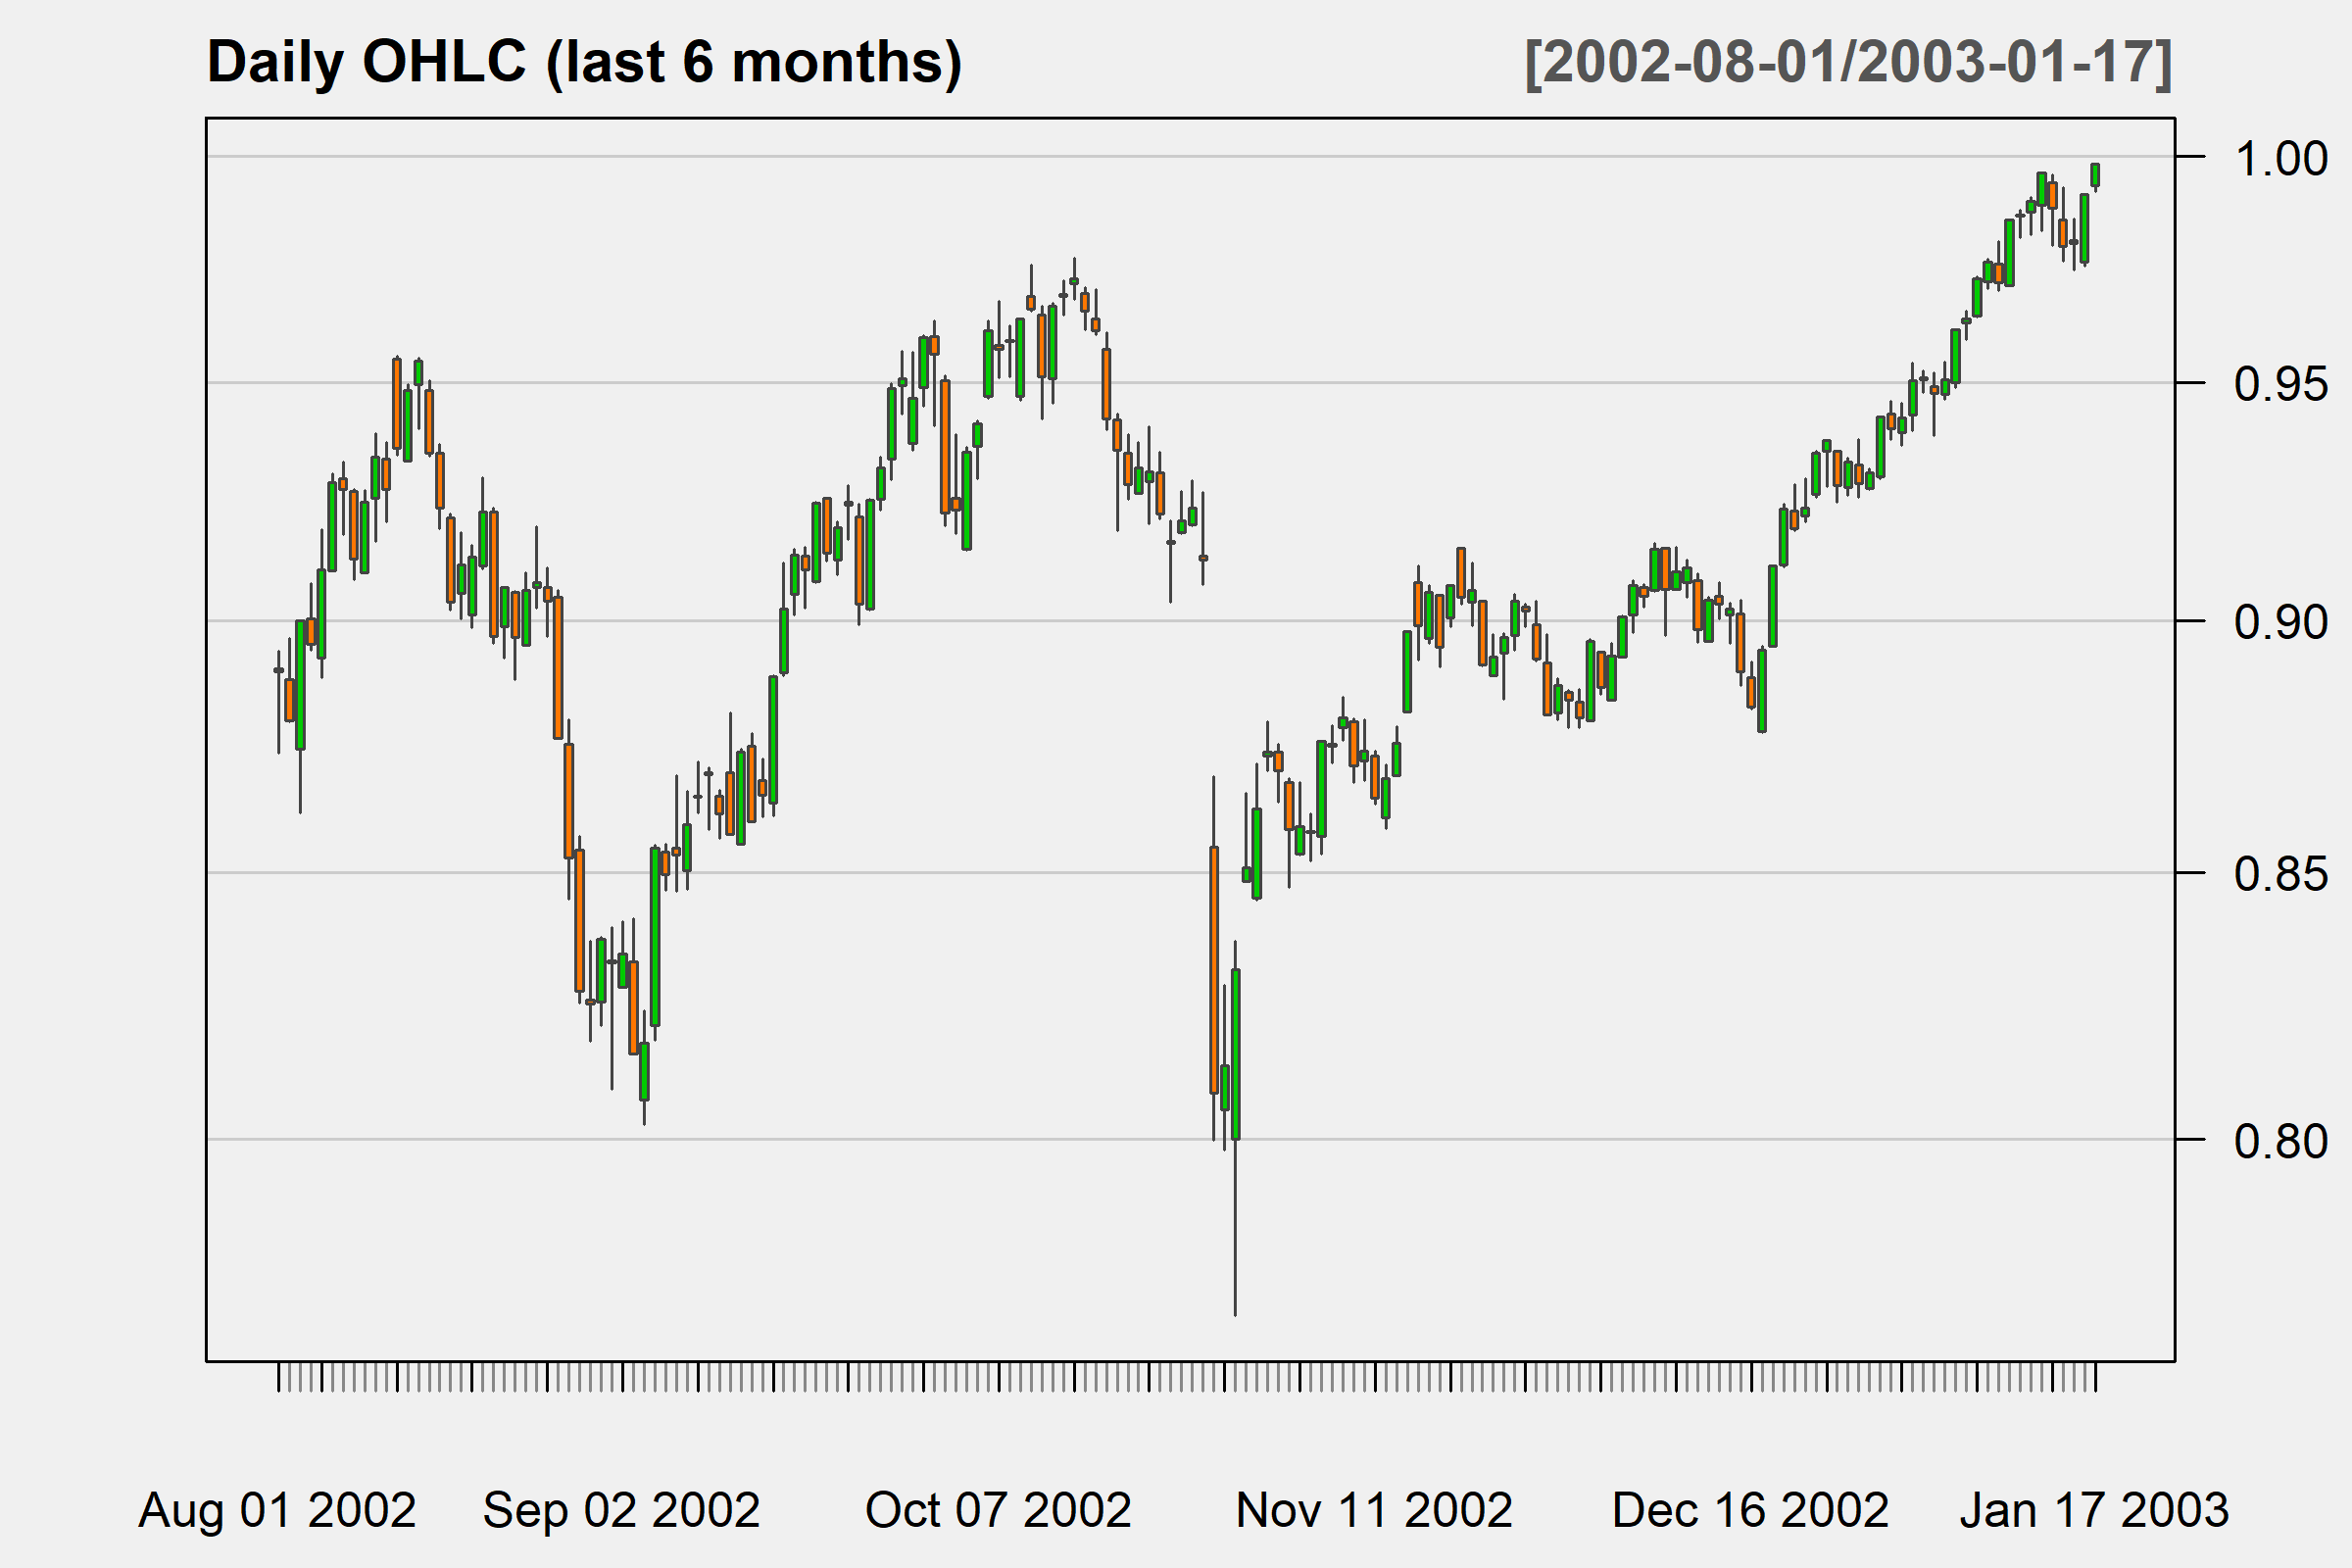 Daily OHLC (last 6 months)
[2002-08-01/2003-01-17]
1.00
0.95
0.90
0.85
0.80
Aug 01 2002
Sep 02 2002
Oct 07 2002
Nov 11 2002
Dec 16 2002
Jan 17 2003